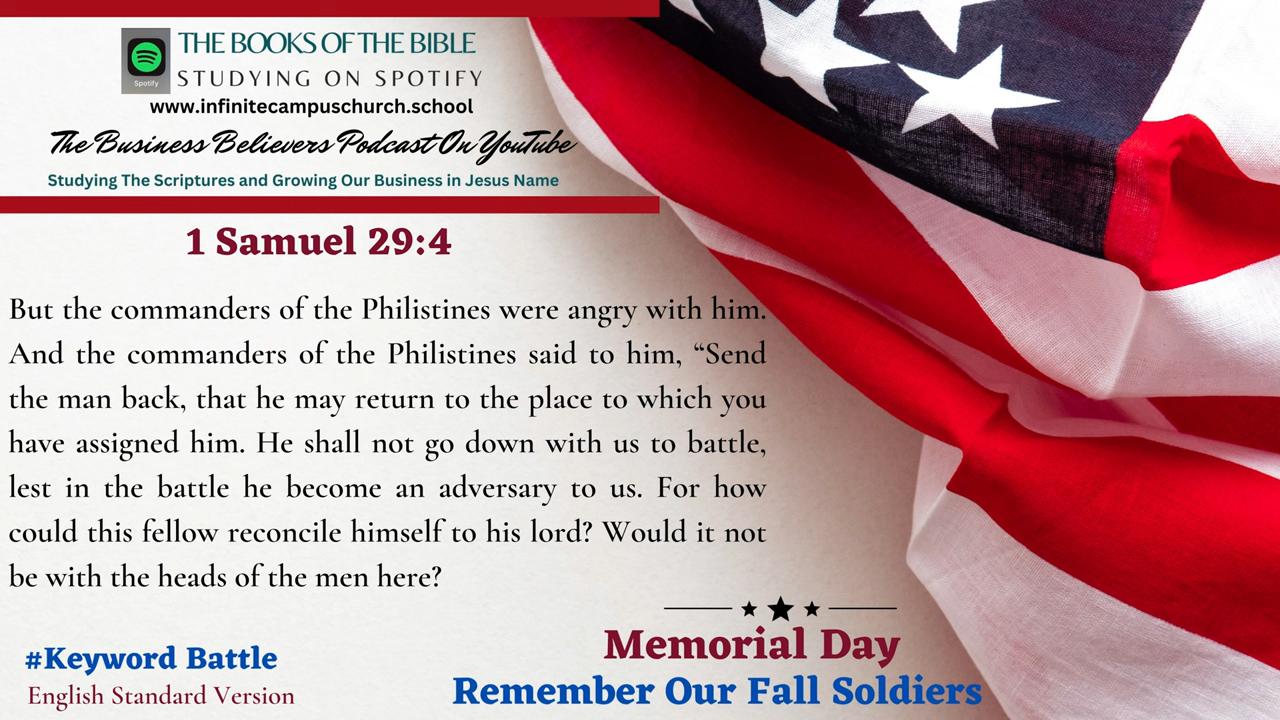 THE BOOKS OF THE BIBLE
Spotify
STUDYING ON SPOTIFY
www.infinitecampuschurch.school
The Business Believers Podcast On YouTube
Studying The Scriptures and Growing Our Business in Jesus Name
1 Samuel 29:4
But the commanders of the Philistines were angry with him.
And the commanders of the Philistines said to him, “Send
the man back, that he may return to the place to which you
have assigned him. He shall not go down with us to battle,
lest in the battle he become an adversary to us. For how
could this fellow reconcile himself to his lord? Would it not
be with the heads of the men here?
#Keyword Battle
English Standard Version
Memorial Day
Remember Our Fall Soldiers